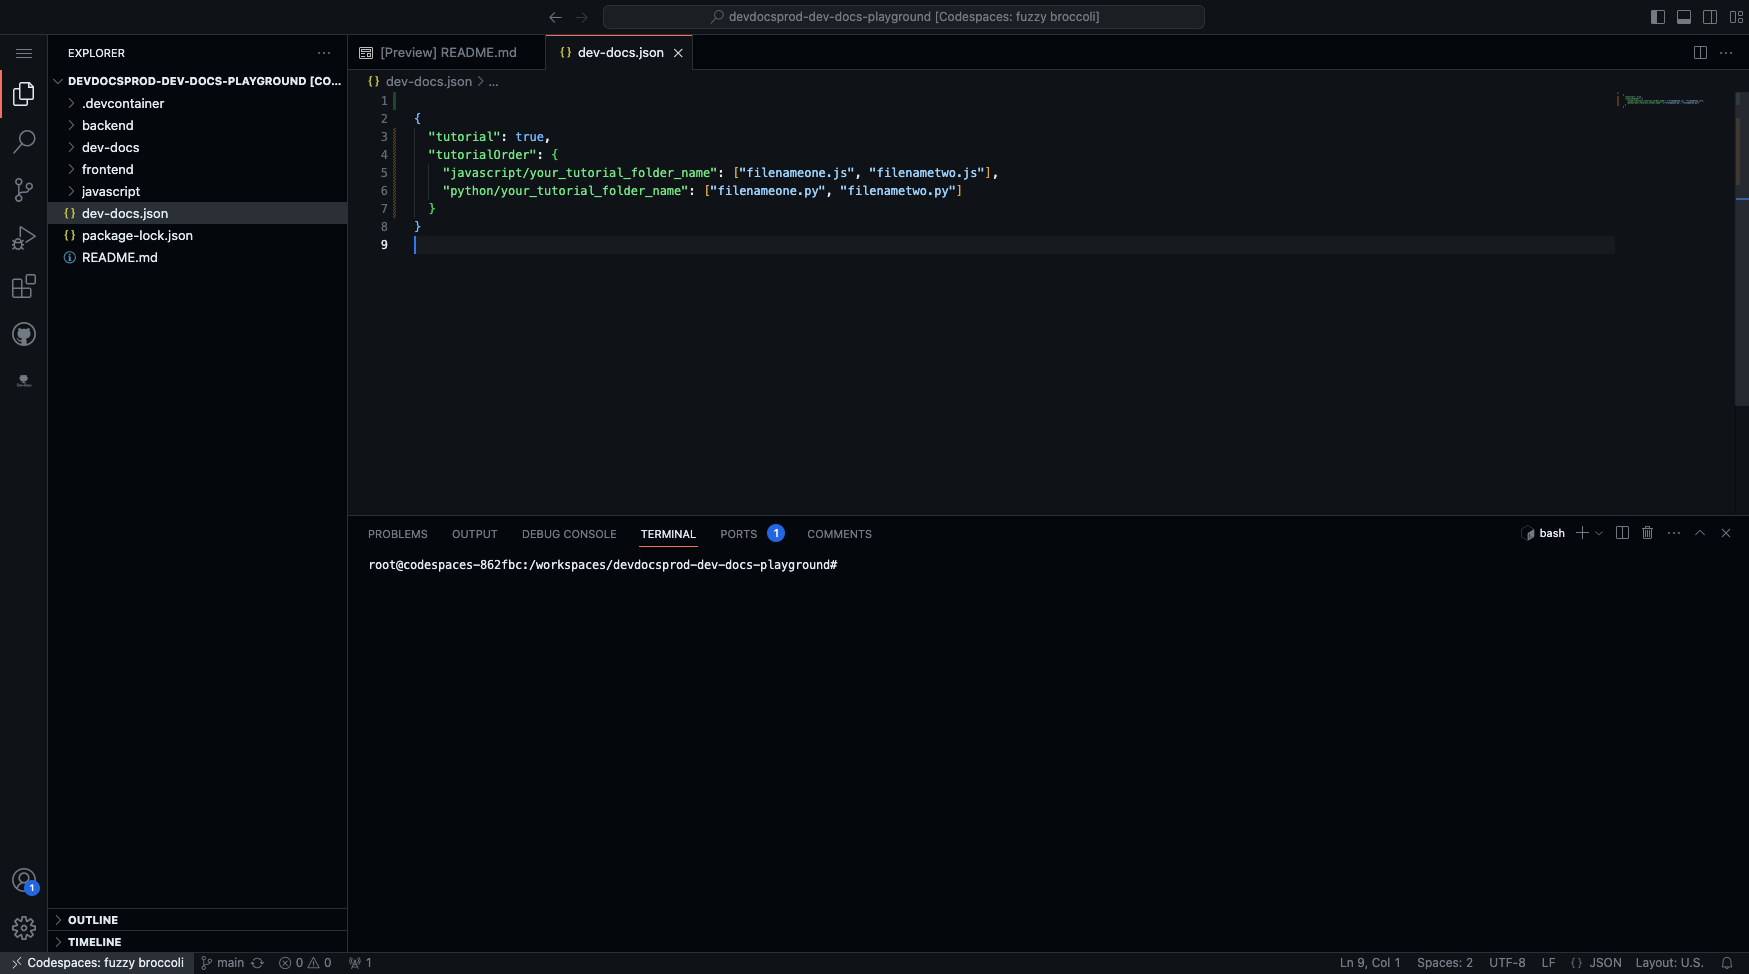 devdocsprod-dev-docs-playground [Codespaces: fuzzy broccoli]
EXPLORER
DEVDOCSPROD-DEV-DOCS-PLAYGROUND [CO...
.devcontainer
backend
dev-docs
frontend
javascript
{} dev-docs.json
{} package-lock.json
README.md
OUTLINE
TIMELINE
[Preview] README.md
{} dev-docs.json
{} dev-docs.json > ...
1
2 {
3 "tutorial": true,
4 "tutorialOrder": {
5 "javascript/your_tutorial_folder_name": ["filenameone.js", "filenametwo.js"],
6 "python/your_tutorial_folder_name": ["filenameone.py", "filenametwo.py"]
7 }
8 }
9
PROBLEMS OUTPUT DEBUG CONSOLE TERMINAL PORTS 1 COMMENTS
bash
root@codespaces-862fbc:/workspaces/devdocsprod-dev-docs-playground#
1
Codespaces: fuzzy broccoli main 0 0 1
Ln 9, Col 1 Spaces: 2 UTF-8 LF {} JSON Layout: U.S.